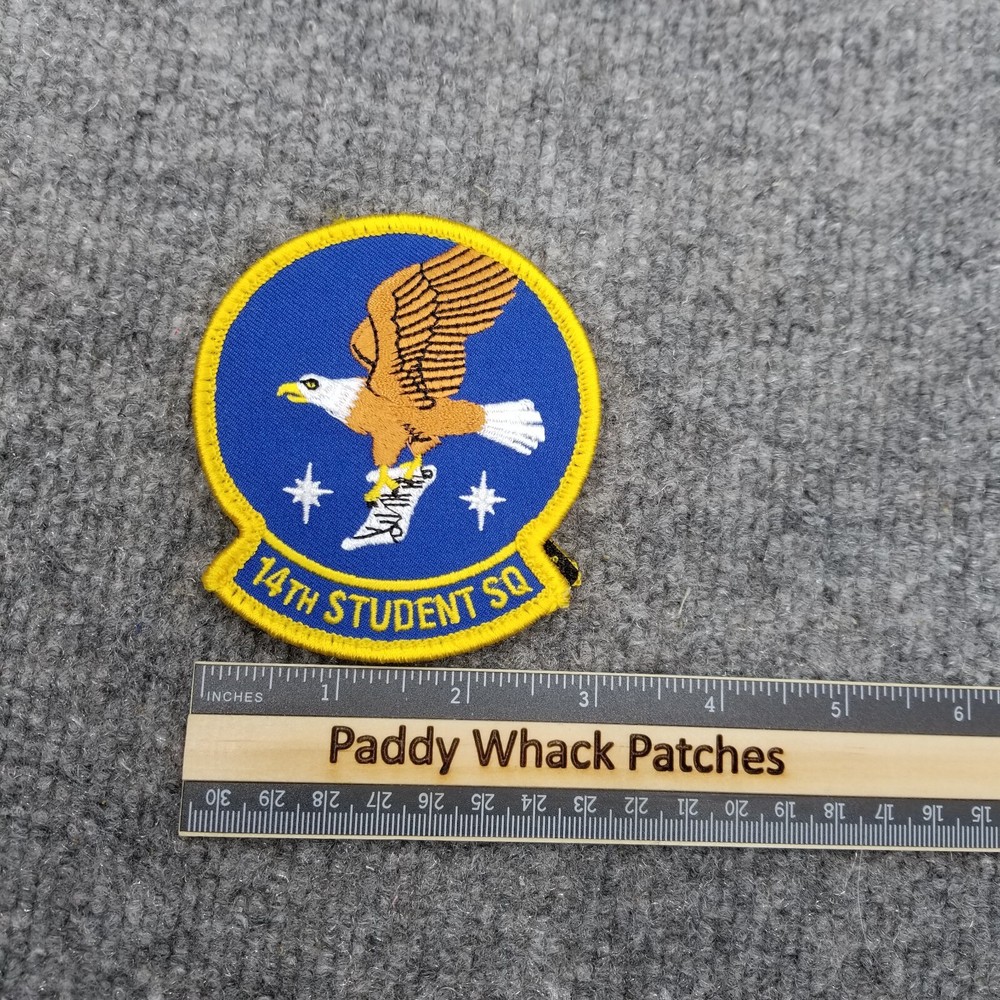 14TH STUDENT SQ
INCHES 1 2 3 4 5 6
Paddy Whack Patches
30 29 28 27 26 25 24 23 22 21 20 19 18 17 16 15